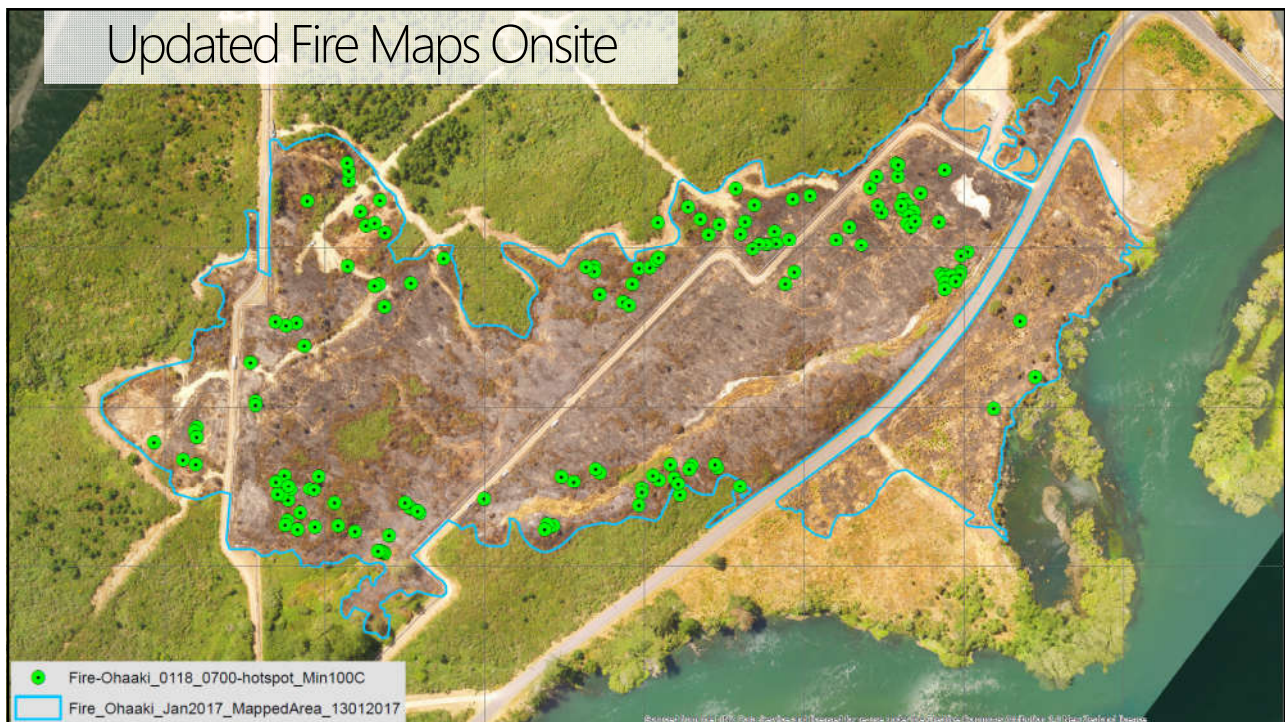 Updated Fire Maps Onsite
Fire-Ohaaki_0118_0700-hotspot_Min100C
Fire_Ohaaki_Jan2017_MappedArea_13012017